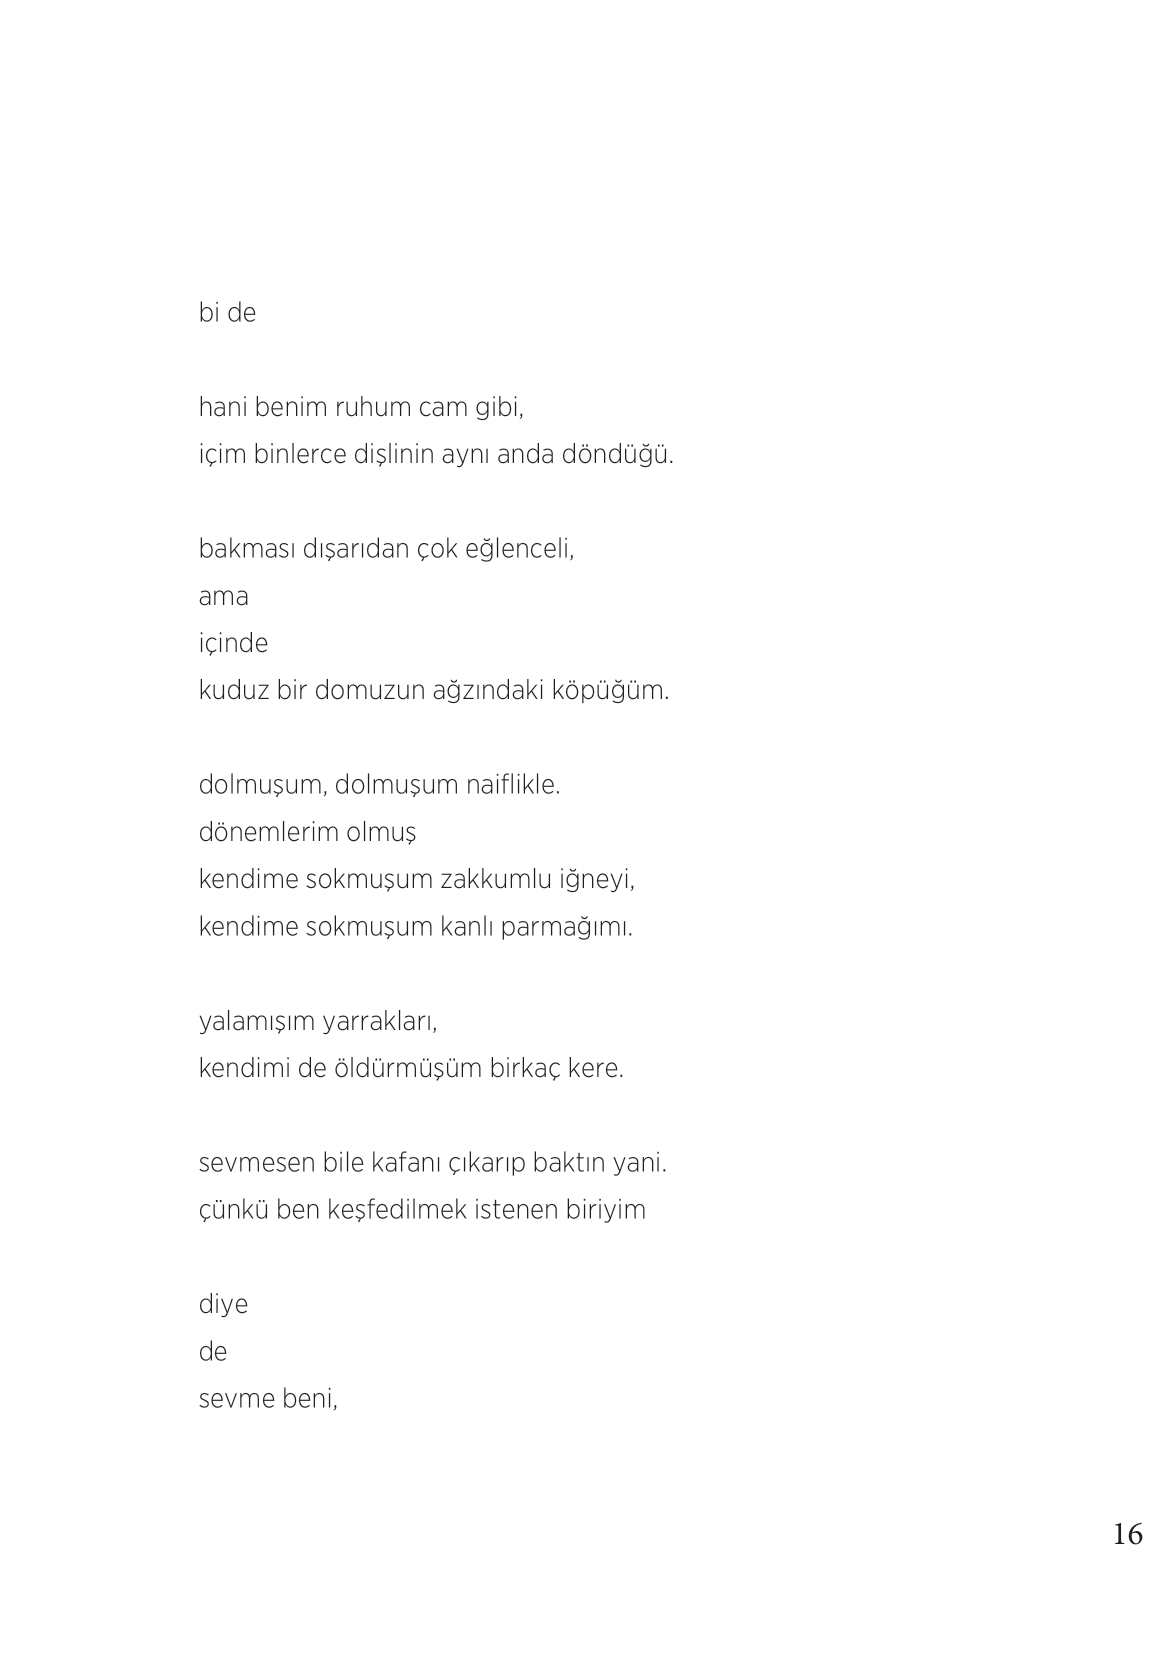 bi de
hani benim ruhum cam gibi,
içim binlerce dişlinin aynı anda döndüğü.
bakması dışarıdan çok eğlenceli,
ama
içinde
kuduz bir domuzun ağzındaki köpüğüm.
dolmuşum, dolmuşum naiflikle.
dönemlerim olmuş
kendime sokmuşum zakkumlu iğneyi,
kendime sokmuşum kanlı parmağımı.
yalamışım yarrakları,
kendimi de öldürmüşüm birkaç kere.
sevmesen bile kafanı çıkarıp baktın yani.
çünkü ben keşfedilmek istenen biriyim
diye
de
sevme beni,
16